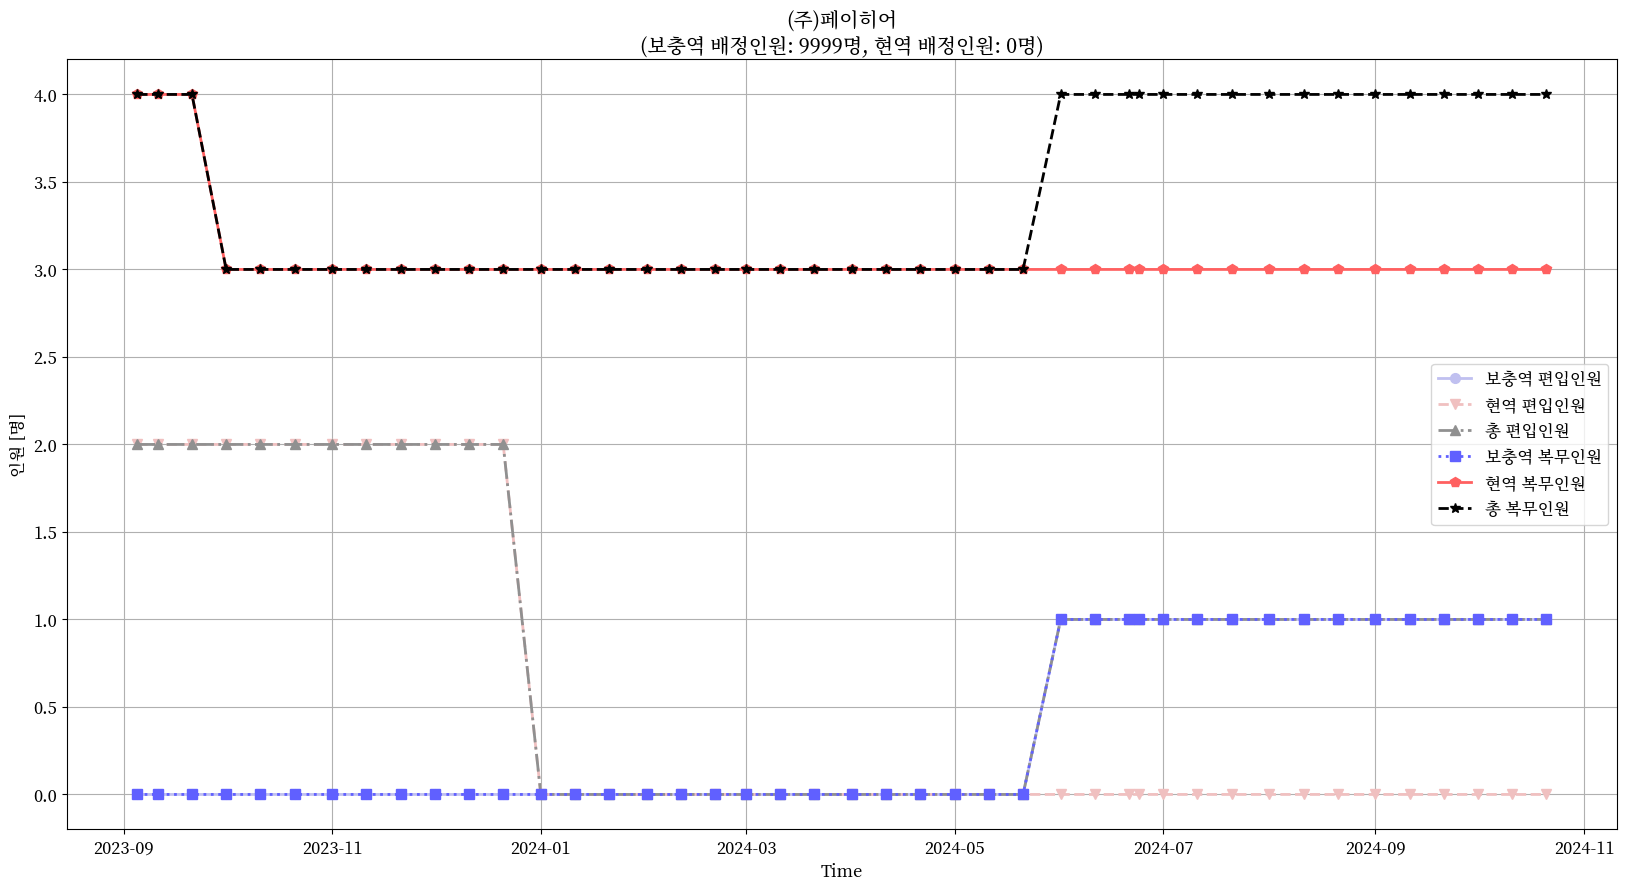 (주)페이히어
(보충역 배정인원: 9999명, 현역 배정인원: 0명)
인원 [명]
4.0
3.5
3.0
2.5
2.0
1.5
1.0
0.5
0.0
보충역 편입인원
현역 편입인원
총 편입인원
보충역 복무인원
현역 복무인원
총 복무인원
2023-09 2023-11 2024-01 2024-03 2024-05 2024-07 2024-09 2024-11
Time